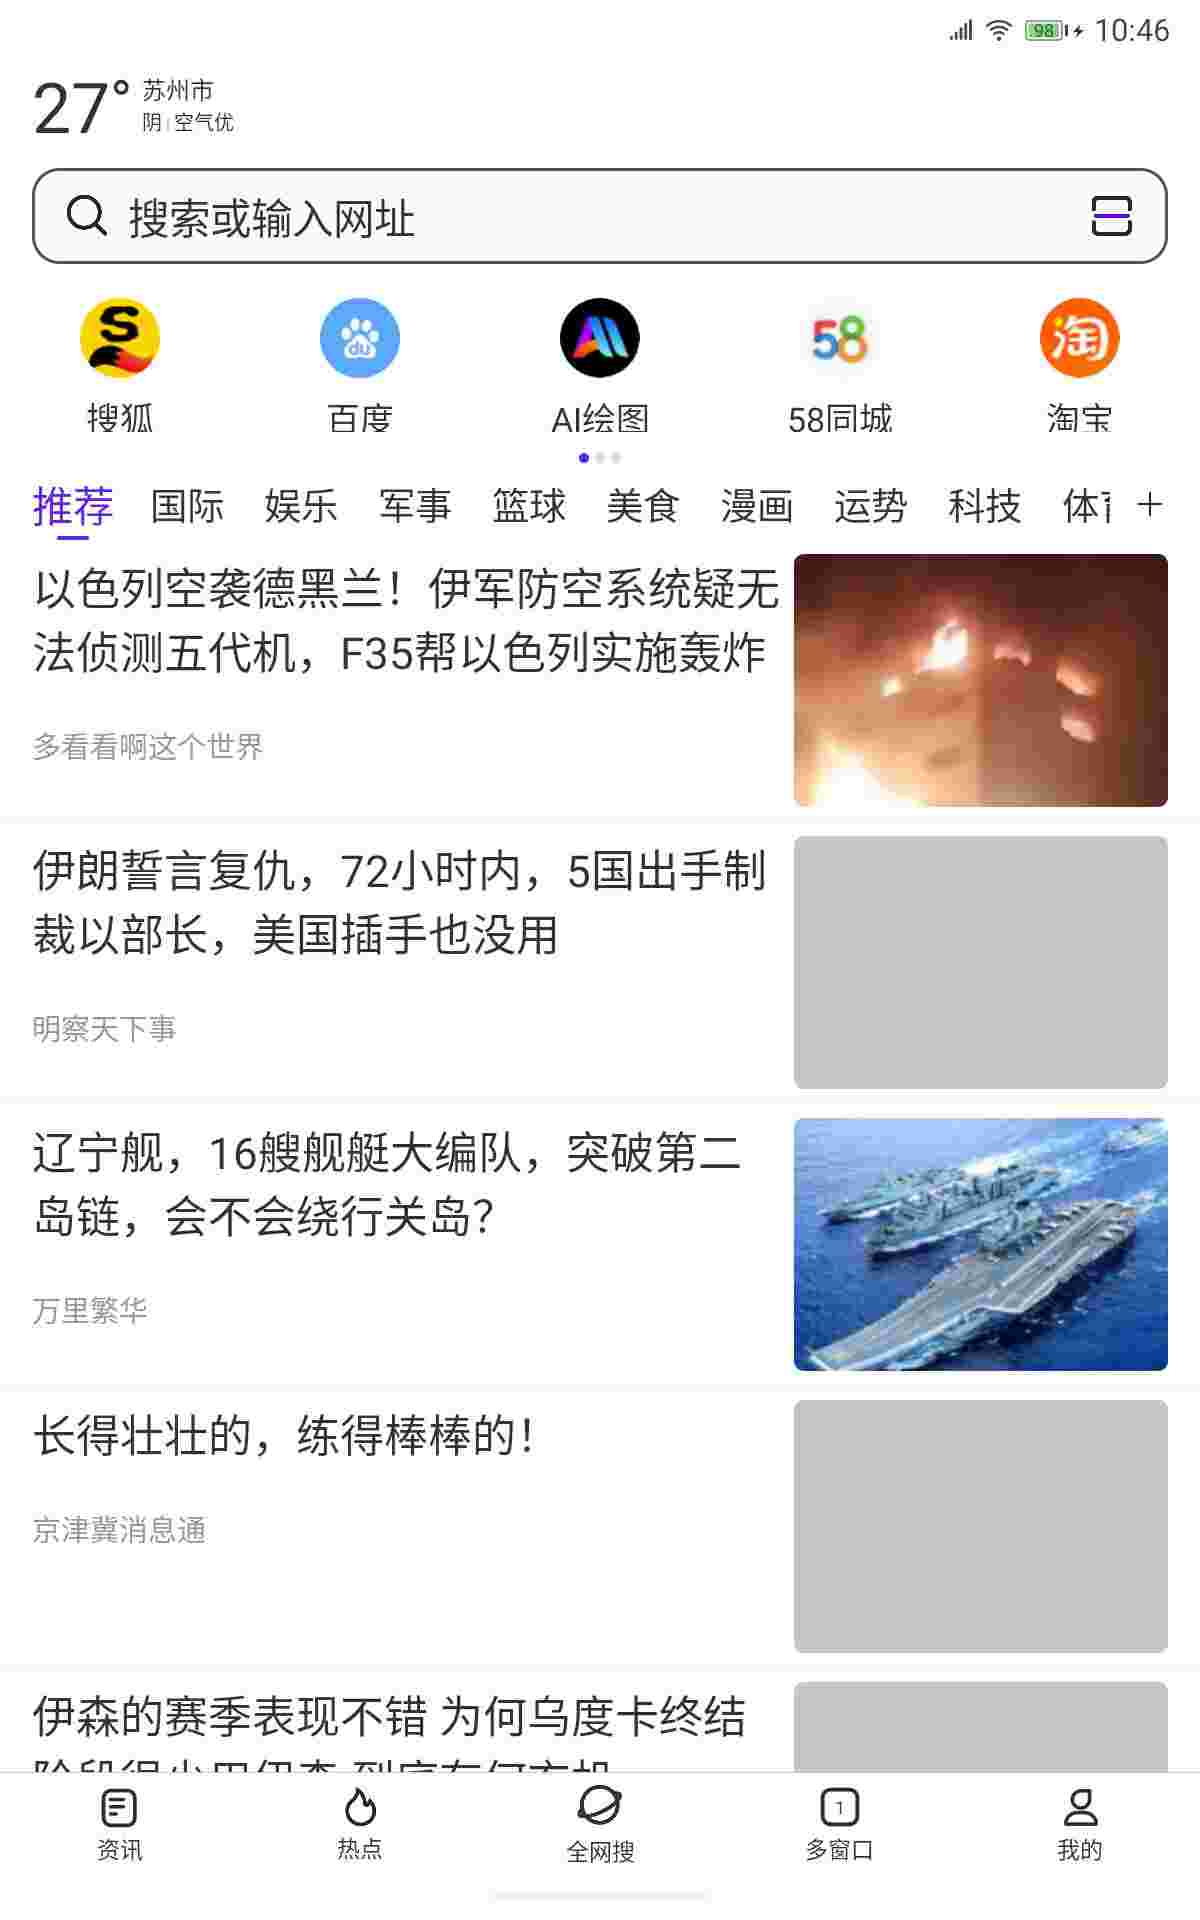 98 10:46
27° 苏州市
阴 空气优
搜索或输入网址
搜狐 百度 AI绘图 58同城 淘宝
推荐 国际 娱乐 军事 篮球 美食 漫画 运势 科技 体
以色列空袭德黑兰！伊军防空系统疑无
法侦测五代机，F35帮以色列实施轰炸
多看看啊这个世界
伊朗誓言复仇，72小时内，5国出手制
裁以部长，美国插手也没用
明察天下事
辽宁舰，16艘舰艇大编队，突破第二
岛链，会不会绕行关岛？
万里繁华
长得壮壮的，练得棒棒的！
京津冀消息通
伊森的赛季表现不错 为何乌度卡终结
资讯 热点 全网搜 1 多窗口 我的